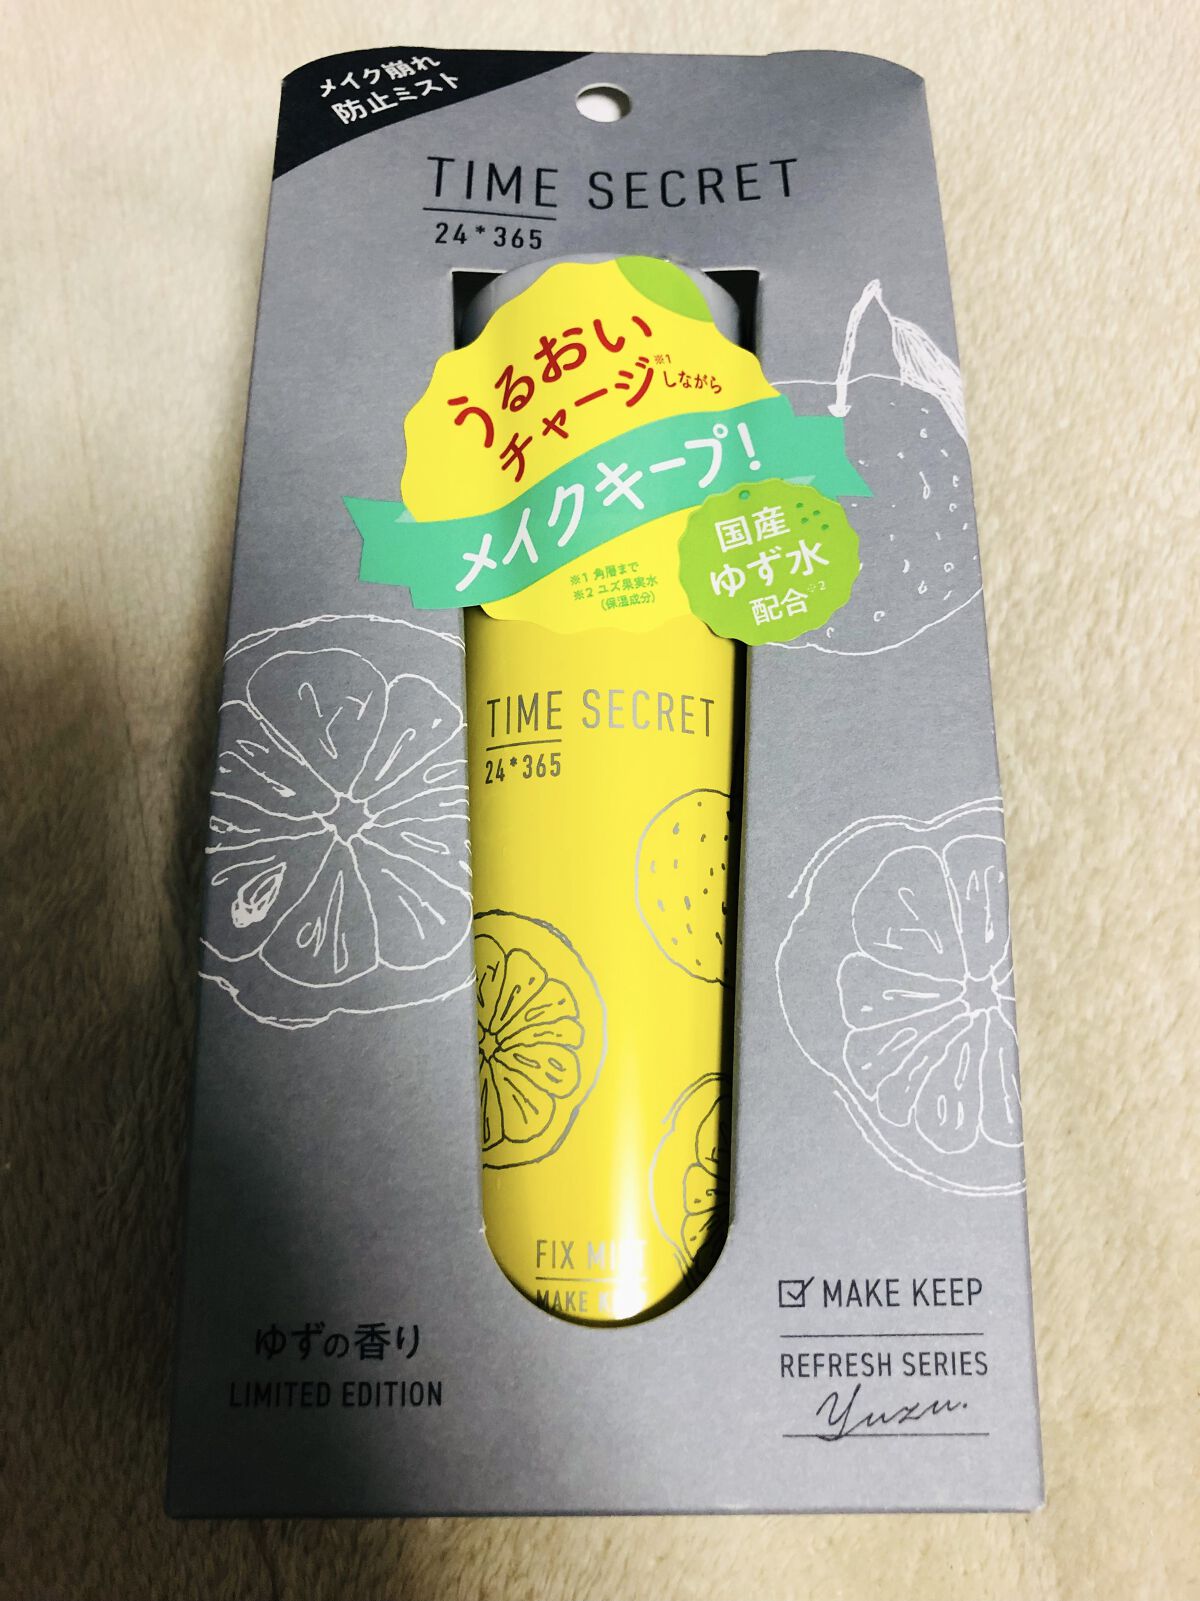 メイク崩れ
防止ミスト
TIME SECRET
24*365
うるおい
チャージ※1しながら
メイクキープ!
国産
ゆず水
配合※2
※1 角層まで
※2 ユズ果実水
(保湿成分)
TIME SECRET
24*365
FIX
MAKE
ゆずの香り
LIMITED EDITION
MAKE KEEP
REFRESH SERIES
Yuzu.